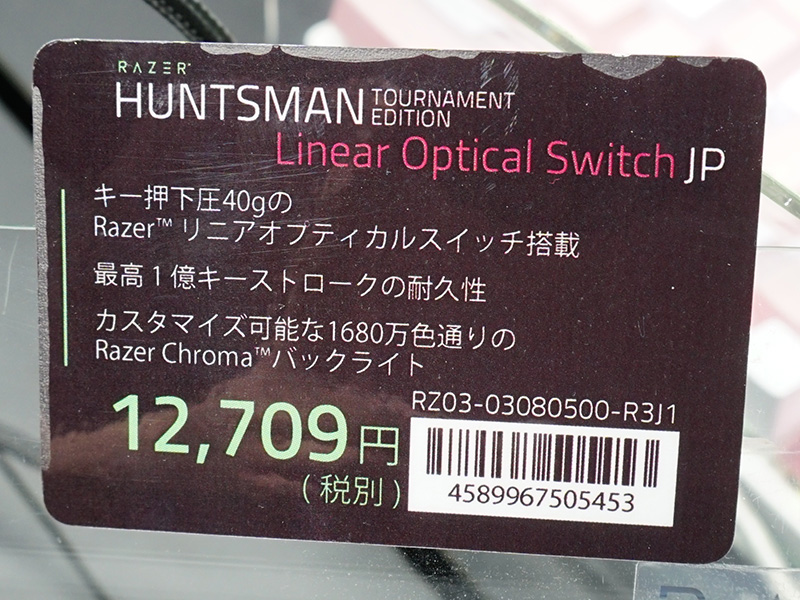 RAZER™
HUNTSMAN TOURNAMENT EDITION
Linear Optical Switch JP
キー押下圧40gの
Razer™ リニアオプティカルスイッチ搭載
最高1億キーストロークの耐久性
カスタマイズ可能な1680万色通りの
Razer Chroma™バックライト
12,709円
(税別)
RZ03-03080500-R3J1
4589967505453